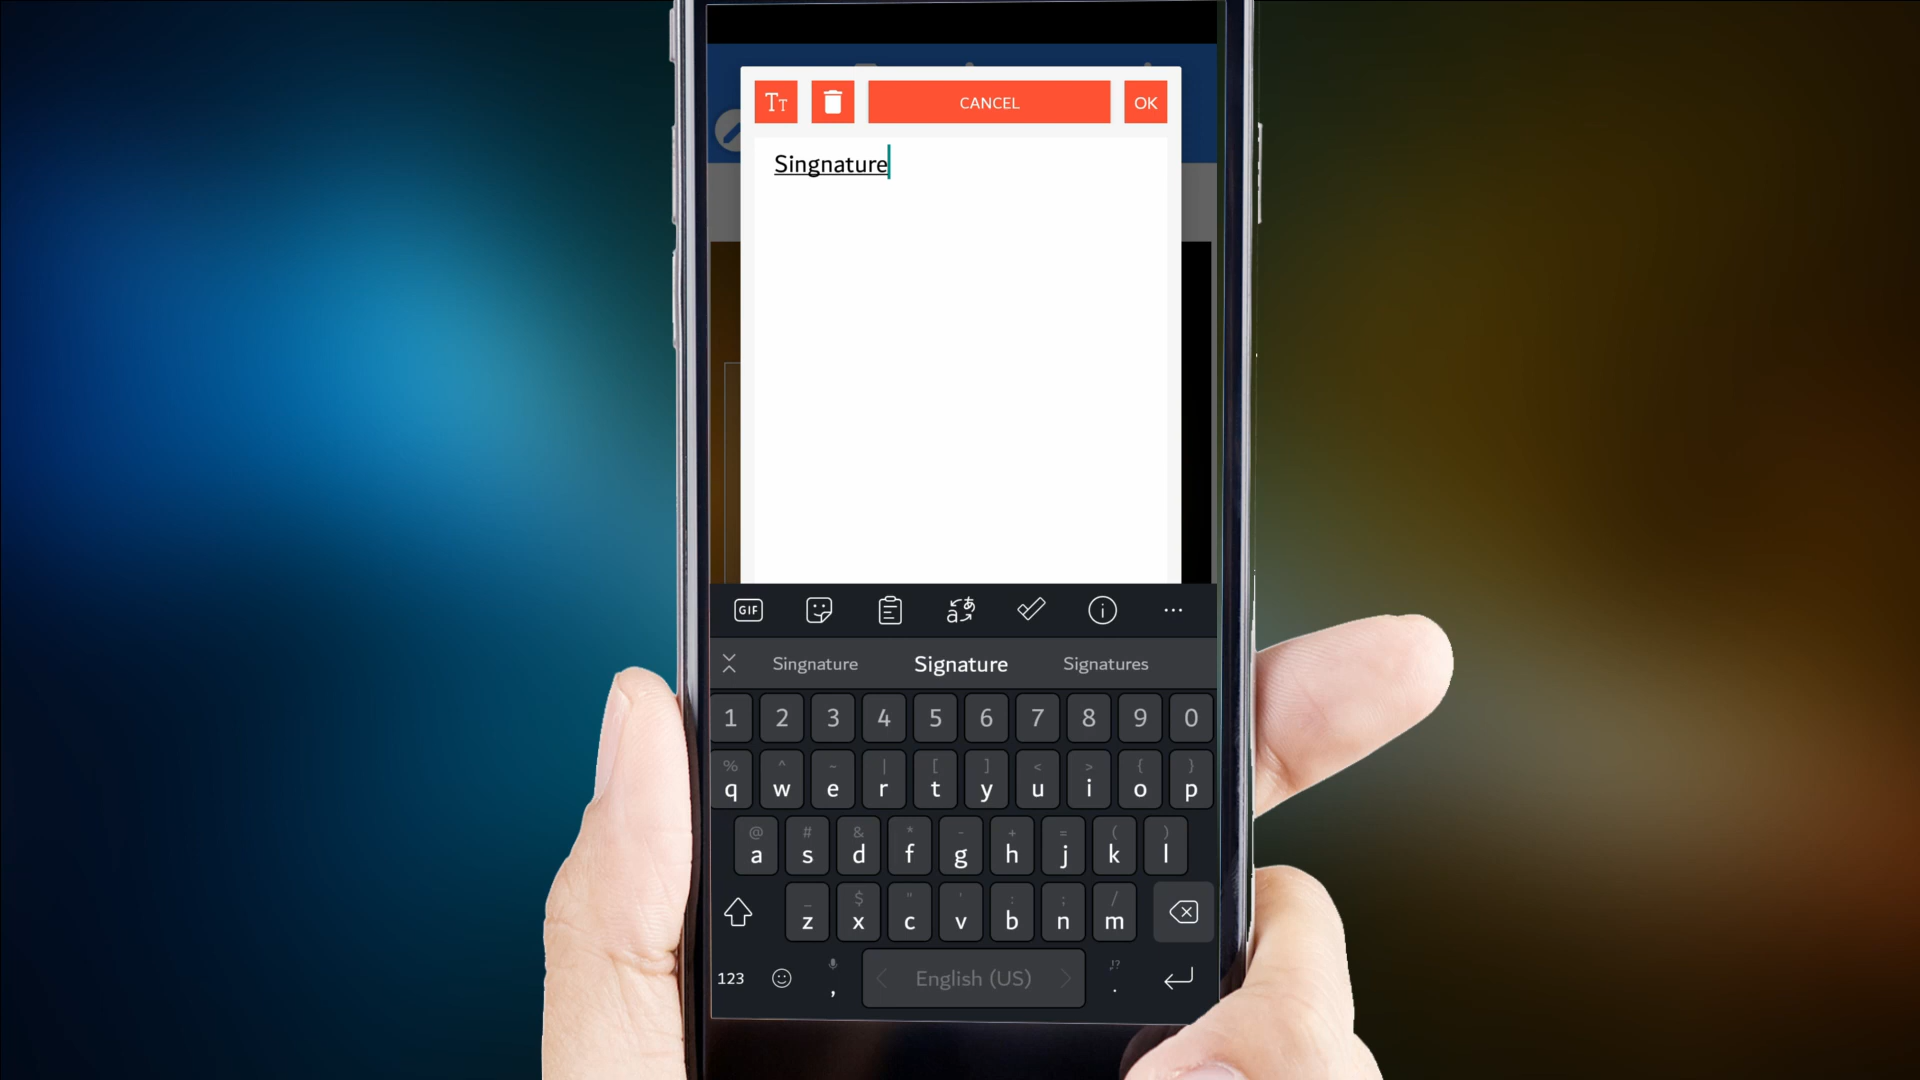 Tт CANCEL OK
Singnature
GIF
Singnature Signature Signatures
1 2 3 4 5 6 7 8 9 0
% ^ ~ | [ ] < > { }
q w e r t y u i o p
@ # & * - + = ( )
a s d f g h j k l
_ $ " ' : ; /
z x c v b n m
123 , English (US) ,!? .